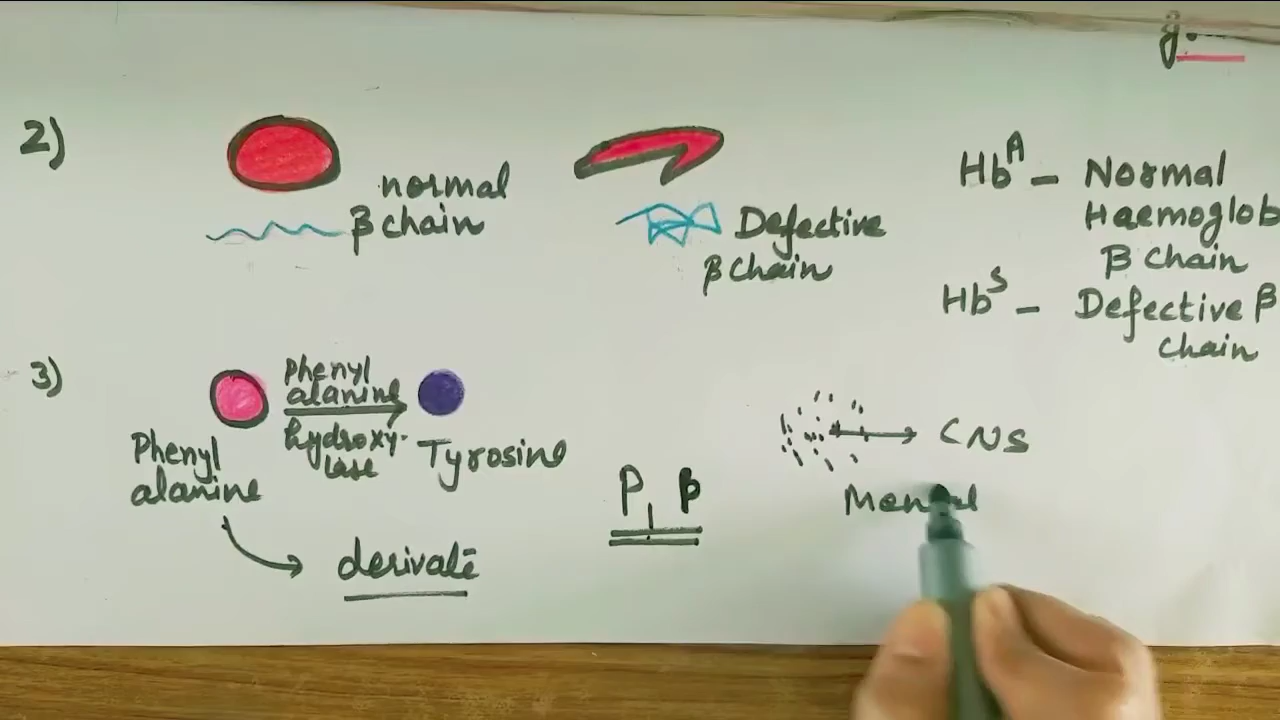 2)
normal
β chain
Defective
β chain
Hb^A - Normal
Haemoglob
β chain
Hb^S - Defective β
chain
3)
Phenyl
alanine
hydroxy-
lase
Phenyl
alanine
Tyrosine
derivate
P, β
CNS